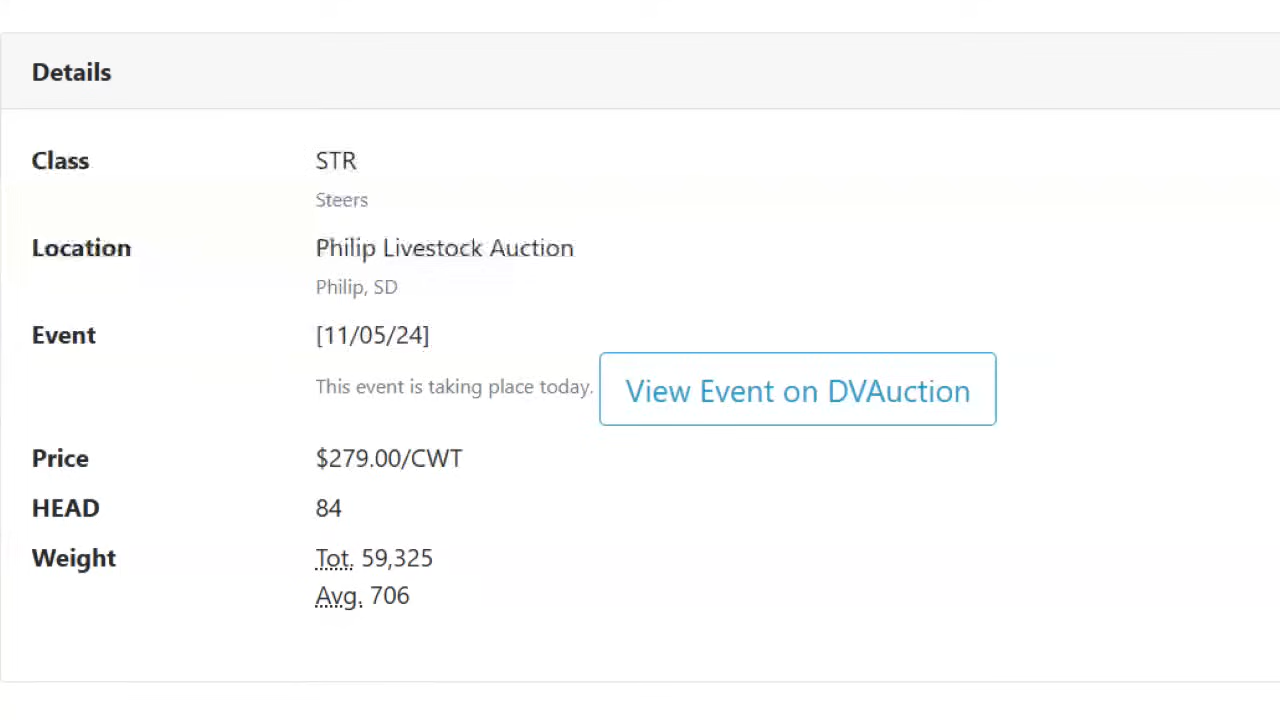 Details
Class STR
Steers
Location Philip Livestock Auction
Philip, SD
Event [11/05/24]
This event is taking place today. View Event on DVAuction
Price $279.00/CWT
HEAD 84
Weight Tot. 59,325
Avg. 706